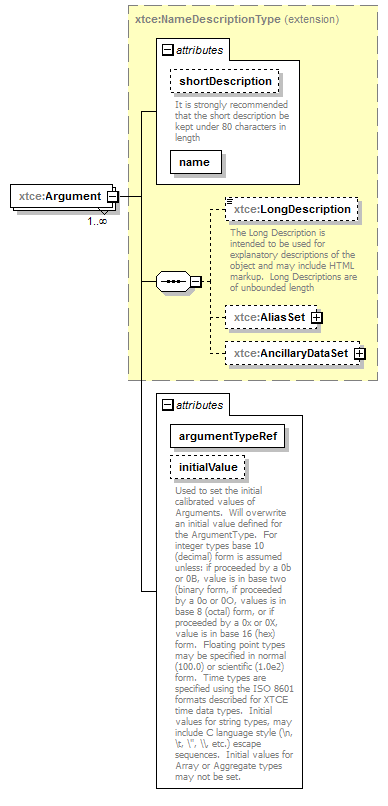 xtce:NameDescriptionType (extension)
attributes
shortDescription
It is strongly recommended
that the short description be
kept under 80 characters in
length
name
xtce:Argument
1..∞
xtce:LongDescription
The Long Description is
intended to be used for
explanatory descriptions of the
object and may include HTML
markup.  Long Descriptions are
of unbounded length
xtce:AliasSet
xtce:AncillaryDataSet
attributes
argumentTypeRef
initialValue
Used to set the initial
calibrated values of
Arguments.  Will overwrite
an initial value defined for
the ArgumentType.  For
integer types base 10
(decimal) form is assumed
unless: if proceeded by a 0b
or 0B, value is in base two
(binary form, if proceeded
by a 0o or 0O, values is in
base 8 (octal) form, or if
proceeded by a 0x or 0X,
value is in base 16 (hex)
form.  Floating point types
may be specified in normal
(100.0) or scientific (1.0e2)
form.  Time types are
specified using the ISO 8601
formats described for XTCE
time data types.  Initial
values for string types, may
include C language style (\n,
\t, \", \\, etc.) escape
sequences.  Initial values for
Array or Aggregate types
may not be set.